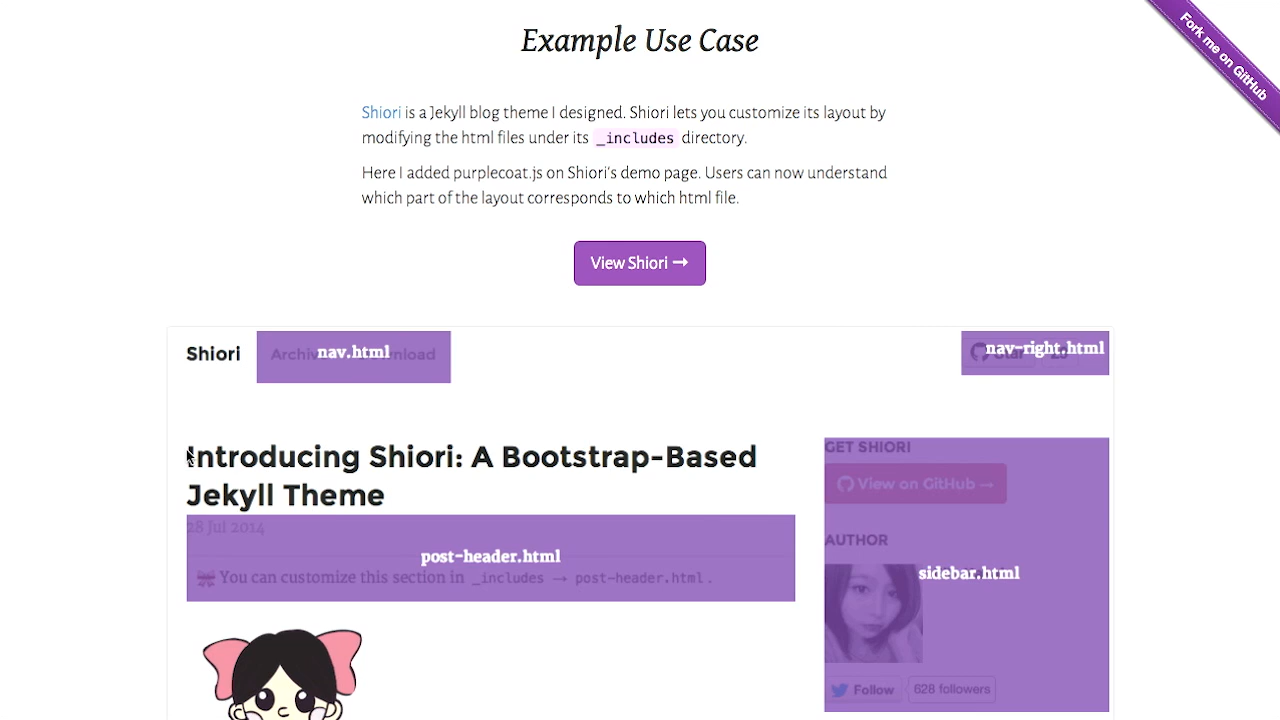 Example Use Case
Fork me on GitHub
Shiori is a Jekyll blog theme I designed. Shiori lets you customize its layout by
modifying the html files under its _includes directory.
Here I added purplecoat.js on Shiori's demo page. Users can now understand
which part of the layout corresponds to which html file.
View Shiori →
Shiori
nav.html
nav-right.html
Introducing Shiori: A Bootstrap-Based
Jekyll Theme
28 Jul 2014
post-header.html
You can customize this section in _includes → post-header.html .
GET SHIORI
View on GitHub →
AUTHOR
sidebar.html
Follow
628 followers